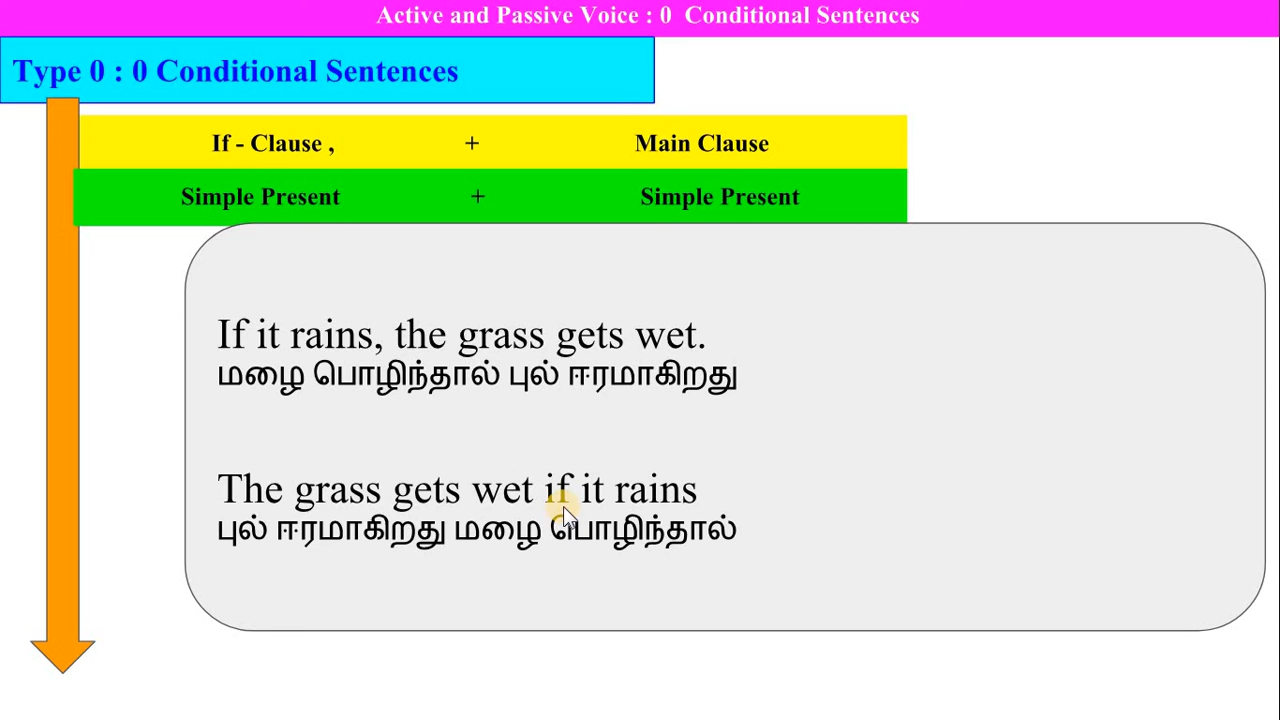 Active and Passive Voice : 0 Conditional Sentences
Type 0 : 0 Conditional Sentences
If - Clause , + Main Clause
Simple Present + Simple Present
If it rains, the grass gets wet.
மழை பொழிந்தால் புல் ஈரமாகிறது
The grass gets wet if it rains
புல் ஈரமாகிறது மழை பொழிந்தால்